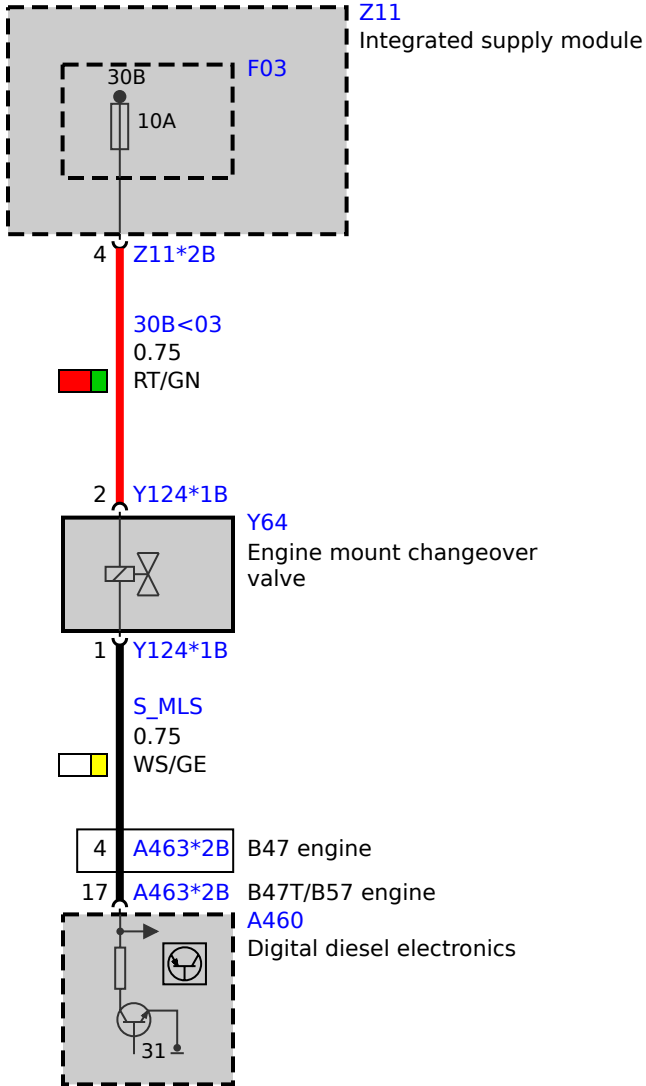 Z11
Integrated supply module
F03
30B
10A
4 Z11*2B
30B<03
0.75
RT/GN
2 Y124*1B
Y64
Engine mount changeover
valve
1 Y124*1B
S_MLS
0.75
WS/GE
4 A463*2B B47 engine
17 A463*2B B47T/B57 engine
A460
Digital diesel electronics
31